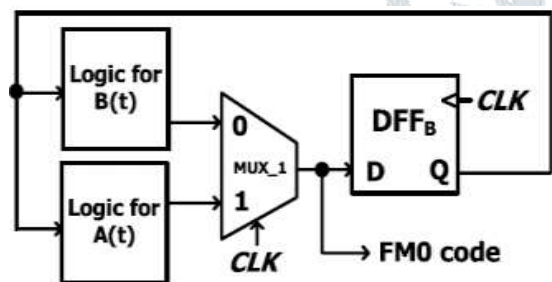 Logic for
B(t)
0
CLK
DFFB
MUX_1
Logic for
A(t)
1
D
Q
CLK
FM0 code